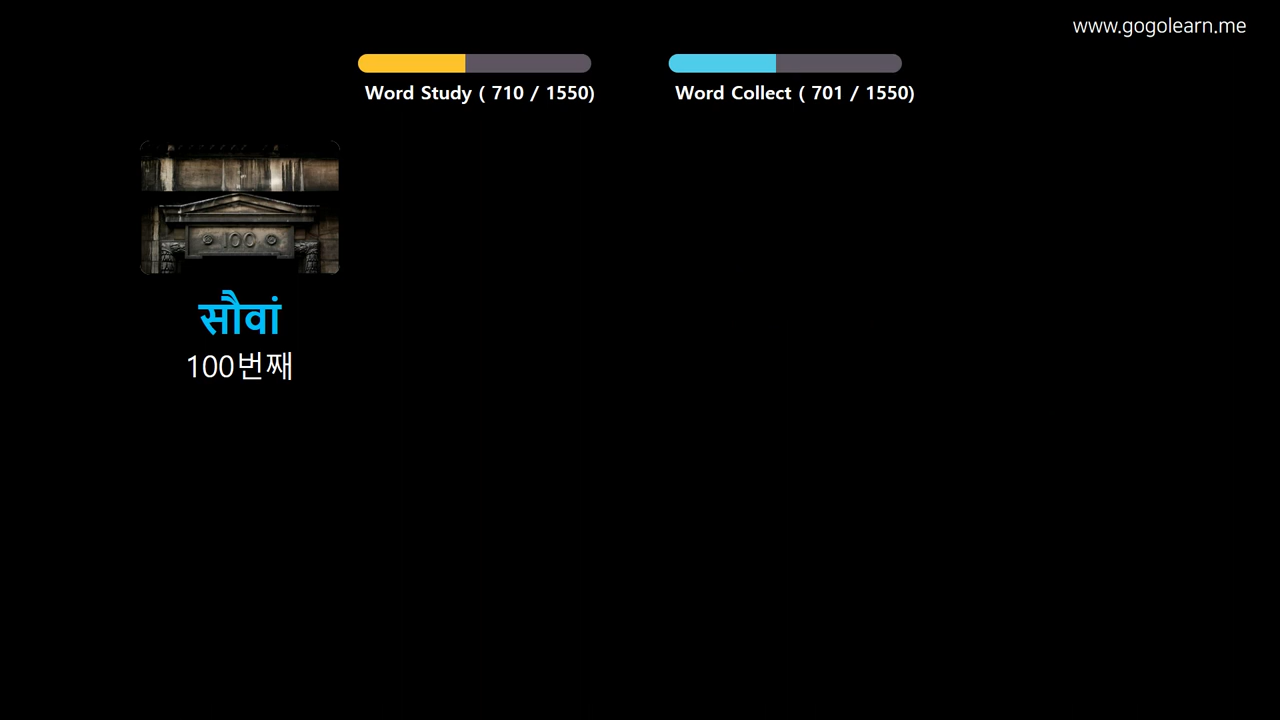 www.gogolearn.me
Word Study ( 710 / 1550)
Word Collect ( 701 / 1550)
100
सौवां
100번째